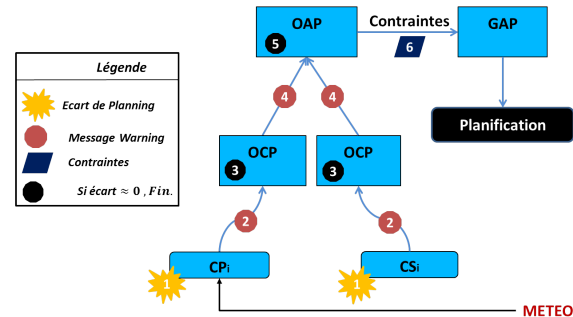 OAP
5
Contraintes
6
GAP
Légende
Ecart de Planning
Message Warning
Contraintes
Si écart ≈ 0 , Fin.
4
4
Planification
OCP
3
OCP
3
2
2
CPi
1
CSi
1
METEO